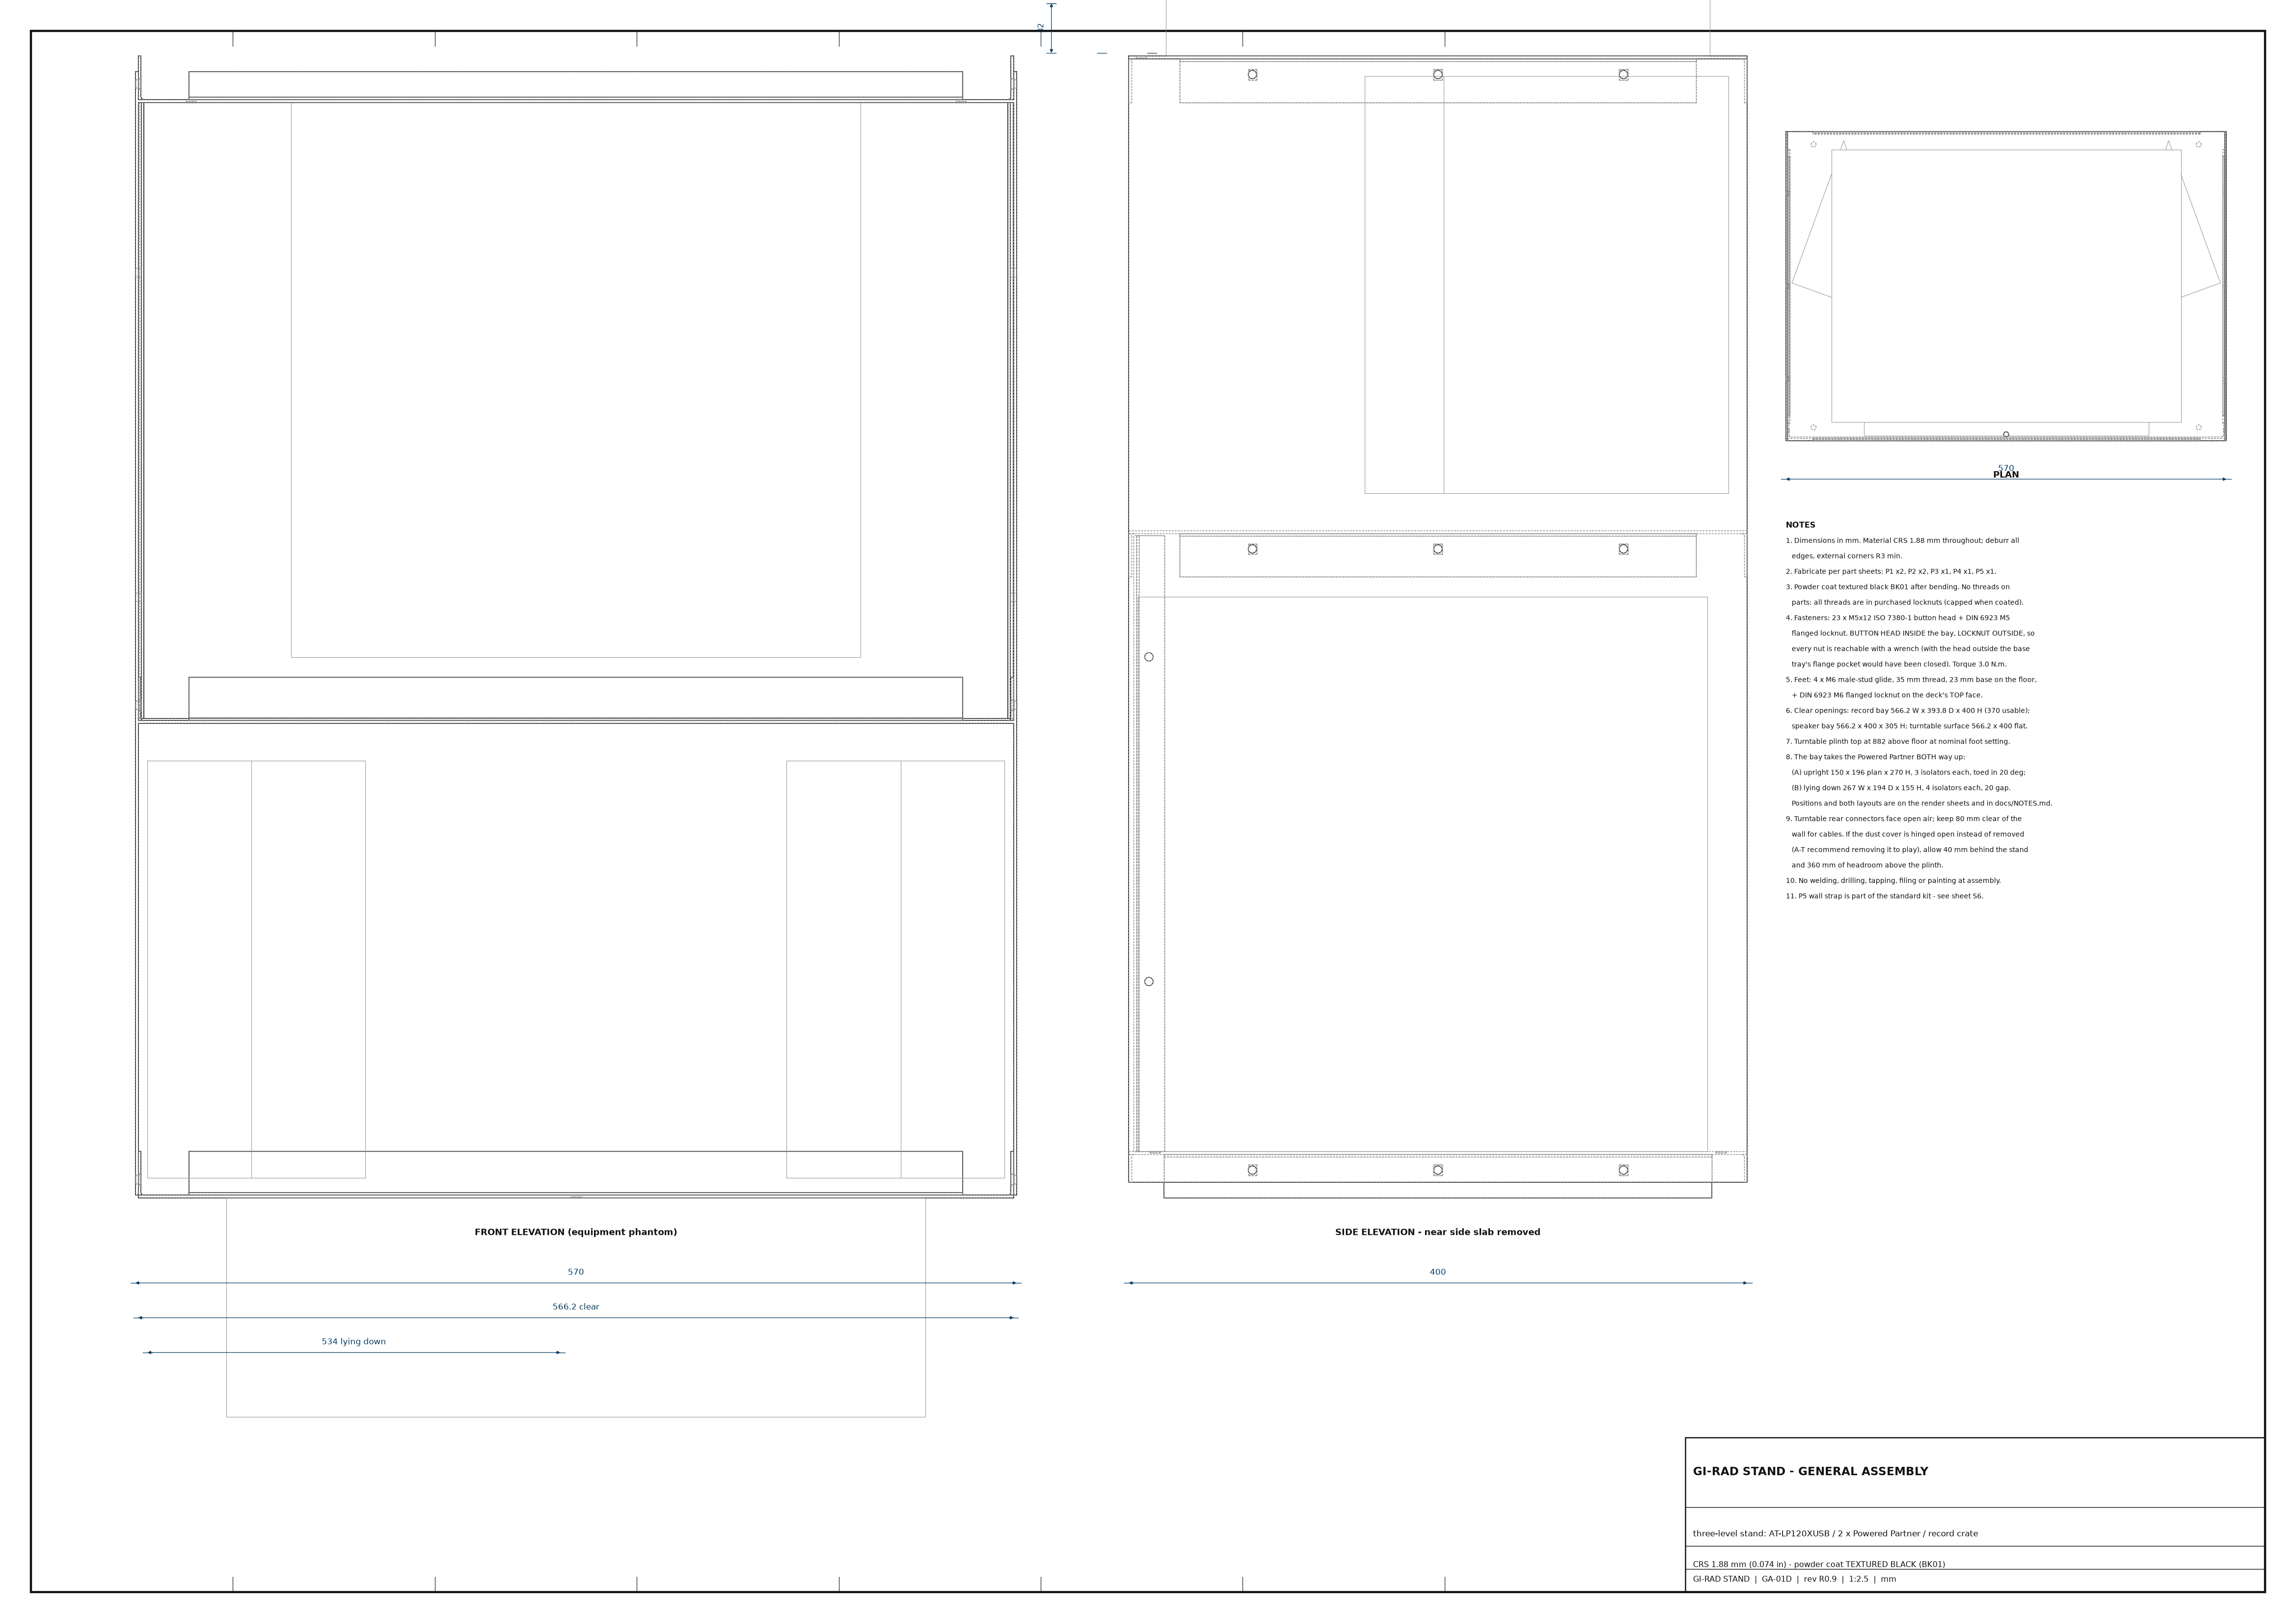 570
PLAN
NOTES
1. Dimensions in mm. Material CRS 1.88 mm throughout; deburr all
edges, external corners R3 min.
2. Fabricate per part sheets: P1 x2, P2 x2, P3 x1, P4 x1, P5 x1.
3. Powder coat textured black BK01 after bending. No threads on
parts: all threads are in purchased locknuts (capped when coated).
4. Fasteners: 23 x M5x12 ISO 7380-1 button head + DIN 6923 M5
flanged locknut. BUTTON HEAD INSIDE the bay, LOCKNUT OUTSIDE, so
every nut is reachable with a wrench (with the head outside the base
tray's flange pocket would have been closed). Torque 3.0 N.m.
5. Feet: 4 x M6 male-stud glide, 35 mm thread, 23 mm base on the floor,
+ DIN 6923 M6 flanged locknut on the deck's TOP face.
6. Clear openings: record bay 566.2 W x 393.8 D x 400 H (370 usable);
speaker bay 566.2 x 400 x 305 H; turntable surface 566.2 x 400 flat.
7. Turntable plinth top at 882 above floor at nominal foot setting.
8. The bay takes the Powered Partner BOTH way up:
(A) upright 150 x 196 plan x 270 H, 3 isolators each, toed in 20 deg;
(B) lying down 267 W x 194 D x 155 H, 4 isolators each, 20 gap.
Positions and both layouts are on the render sheets and in docs/NOTES.md.
9. Turntable rear connectors face open air; keep 80 mm clear of the
wall for cables. If the dust cover is hinged open instead of removed
(A-T recommend removing it to play), allow 40 mm behind the stand
and 360 mm of headroom above the plinth.
10. No welding, drilling, tapping, filing or painting at assembly.
11. P5 wall strap is part of the standard kit - see sheet S6.
FRONT ELEVATION (equipment phantom)
SIDE ELEVATION - near side slab removed
570
400
566.2 clear
534 lying down
GI-RAD STAND - GENERAL ASSEMBLY
three-level stand: AT-LP120XUSB / 2 x Powered Partner / record crate
CRS 1.88 mm (0.074 in) - powder coat TEXTURED BLACK (BK01)
GI-RAD STAND | GA-01D | rev R0.9 | 1:2.5 | mm